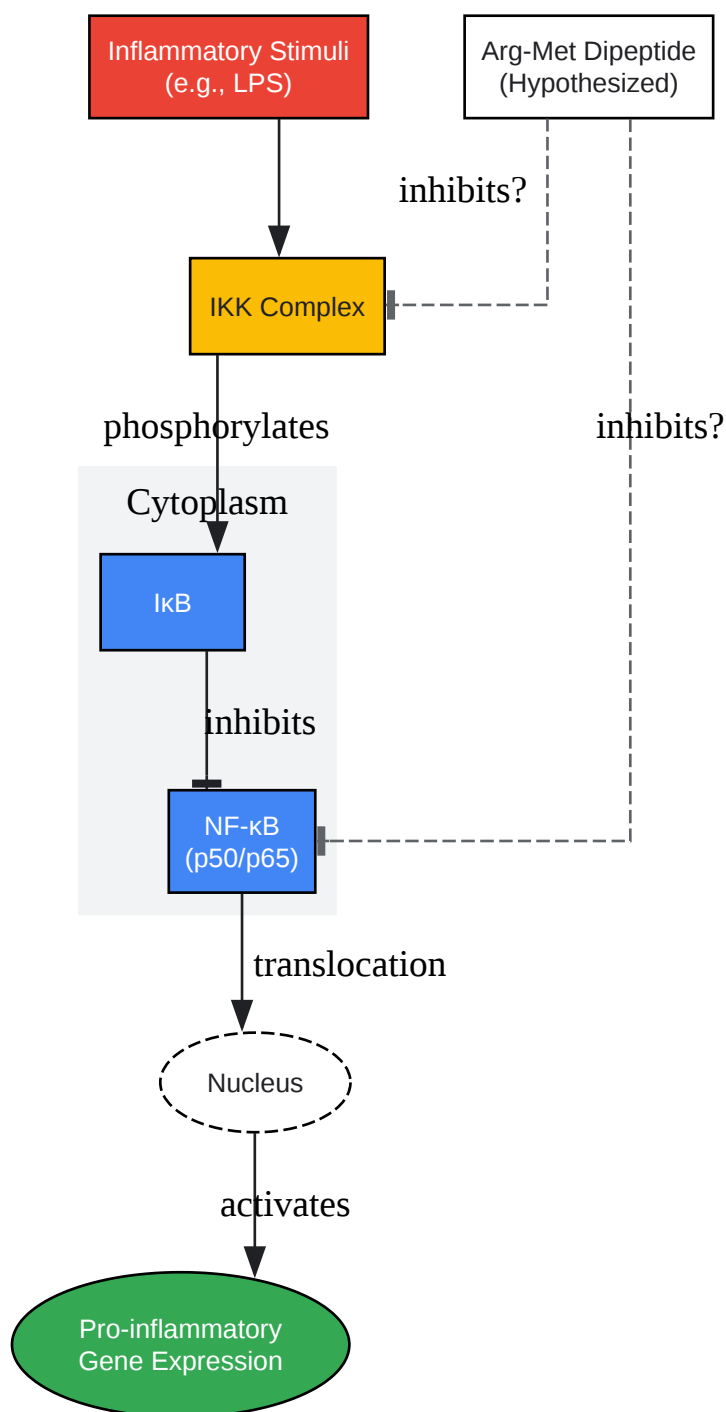 Inflammatory Stimuli
(e.g., LPS)
Arg-Met Dipeptide
(Hypothesized)
inhibits?
IKK Complex
phosphorylates
inhibits?
Cytoplasm
IκB
inhibits
NF-κB
(p50/p65)
translocation
Nucleus
activates
Pro-inflammatory
Gene Expression